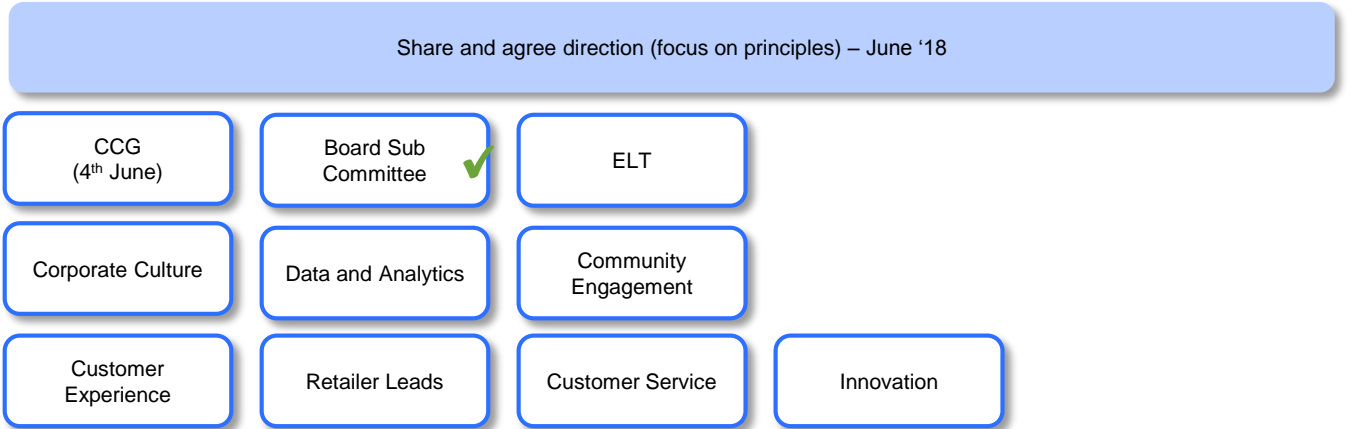 Share and agree direction (focus on principles) – June ‘18
CCG
(4th June)
Board Sub
Committee
ELT
Corporate Culture
Data and Analytics
Community
Engagement
Customer
Experience
Retailer Leads
Customer Service
Innovation